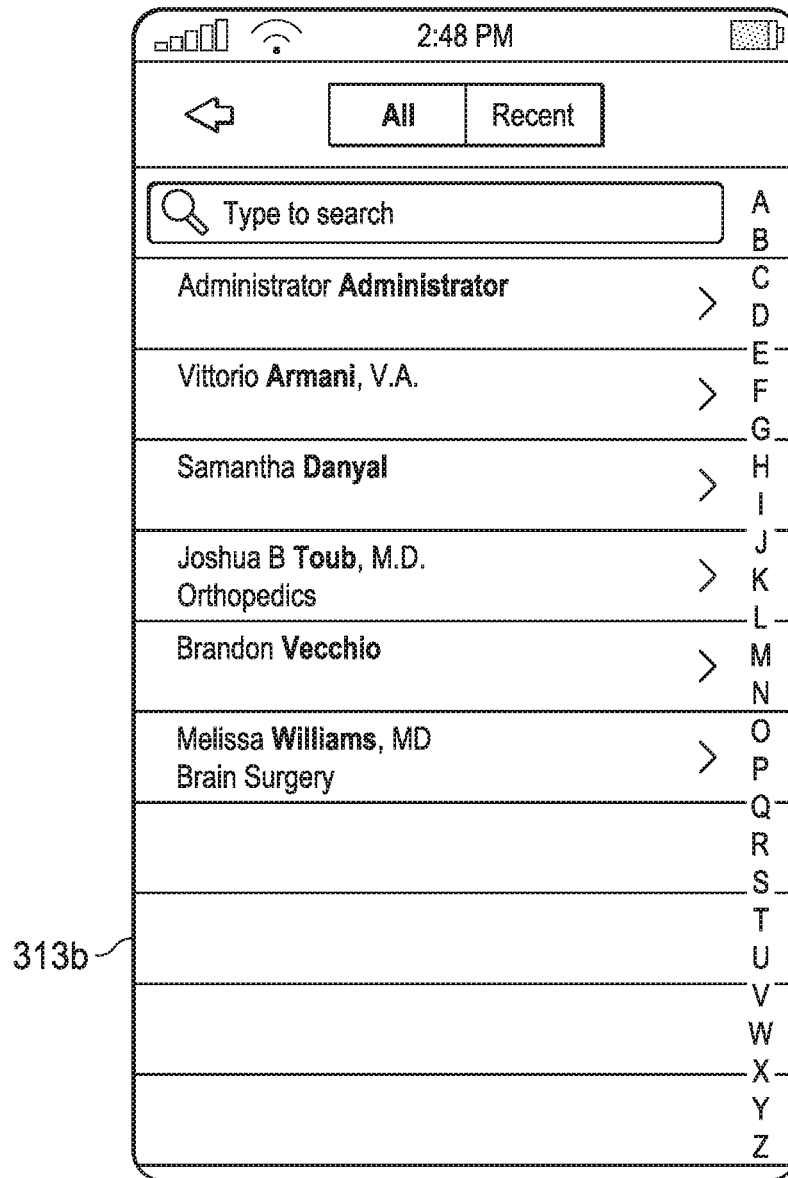 2:48 PM
All Recent
Type to search
Administrator Administrator
Vittorio Armani, V.A.
Samantha Danyal
Joshua B Toub, M.D.
Orthopedics
Brandon Vecchio
Melissa Williams, MD
Brain Surgery
A
B
C
D
E
F
G
H
I
J
K
L
M
N
O
P
Q
R
S
T
U
V
W
X
Y
Z
313b